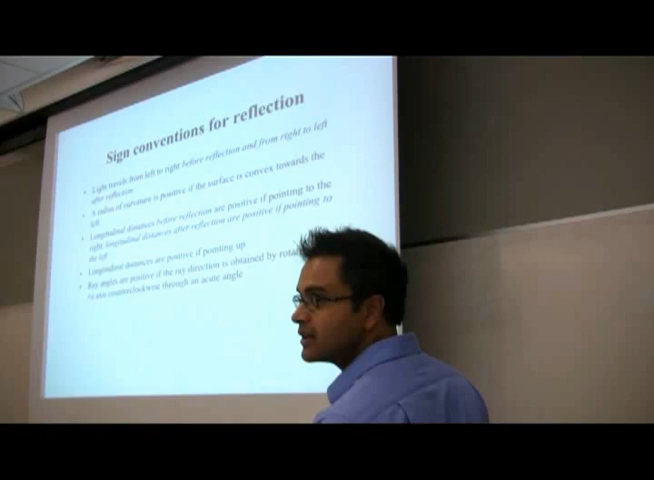 Sign conventions for reflection
• Light travels from left to right before reflection and from right to left
after reflection
• A radius of curvature is positive if the surface is convex towards the
left
• Longitudinal distances before reflection are positive if pointing to the
right; longitudinal distances after reflection are positive if pointing to
the left
• Longitudinal distances are positive if pointing up
• Ray angles are positive if the ray direction is obtained by
axis counterclockwise through an acute angle